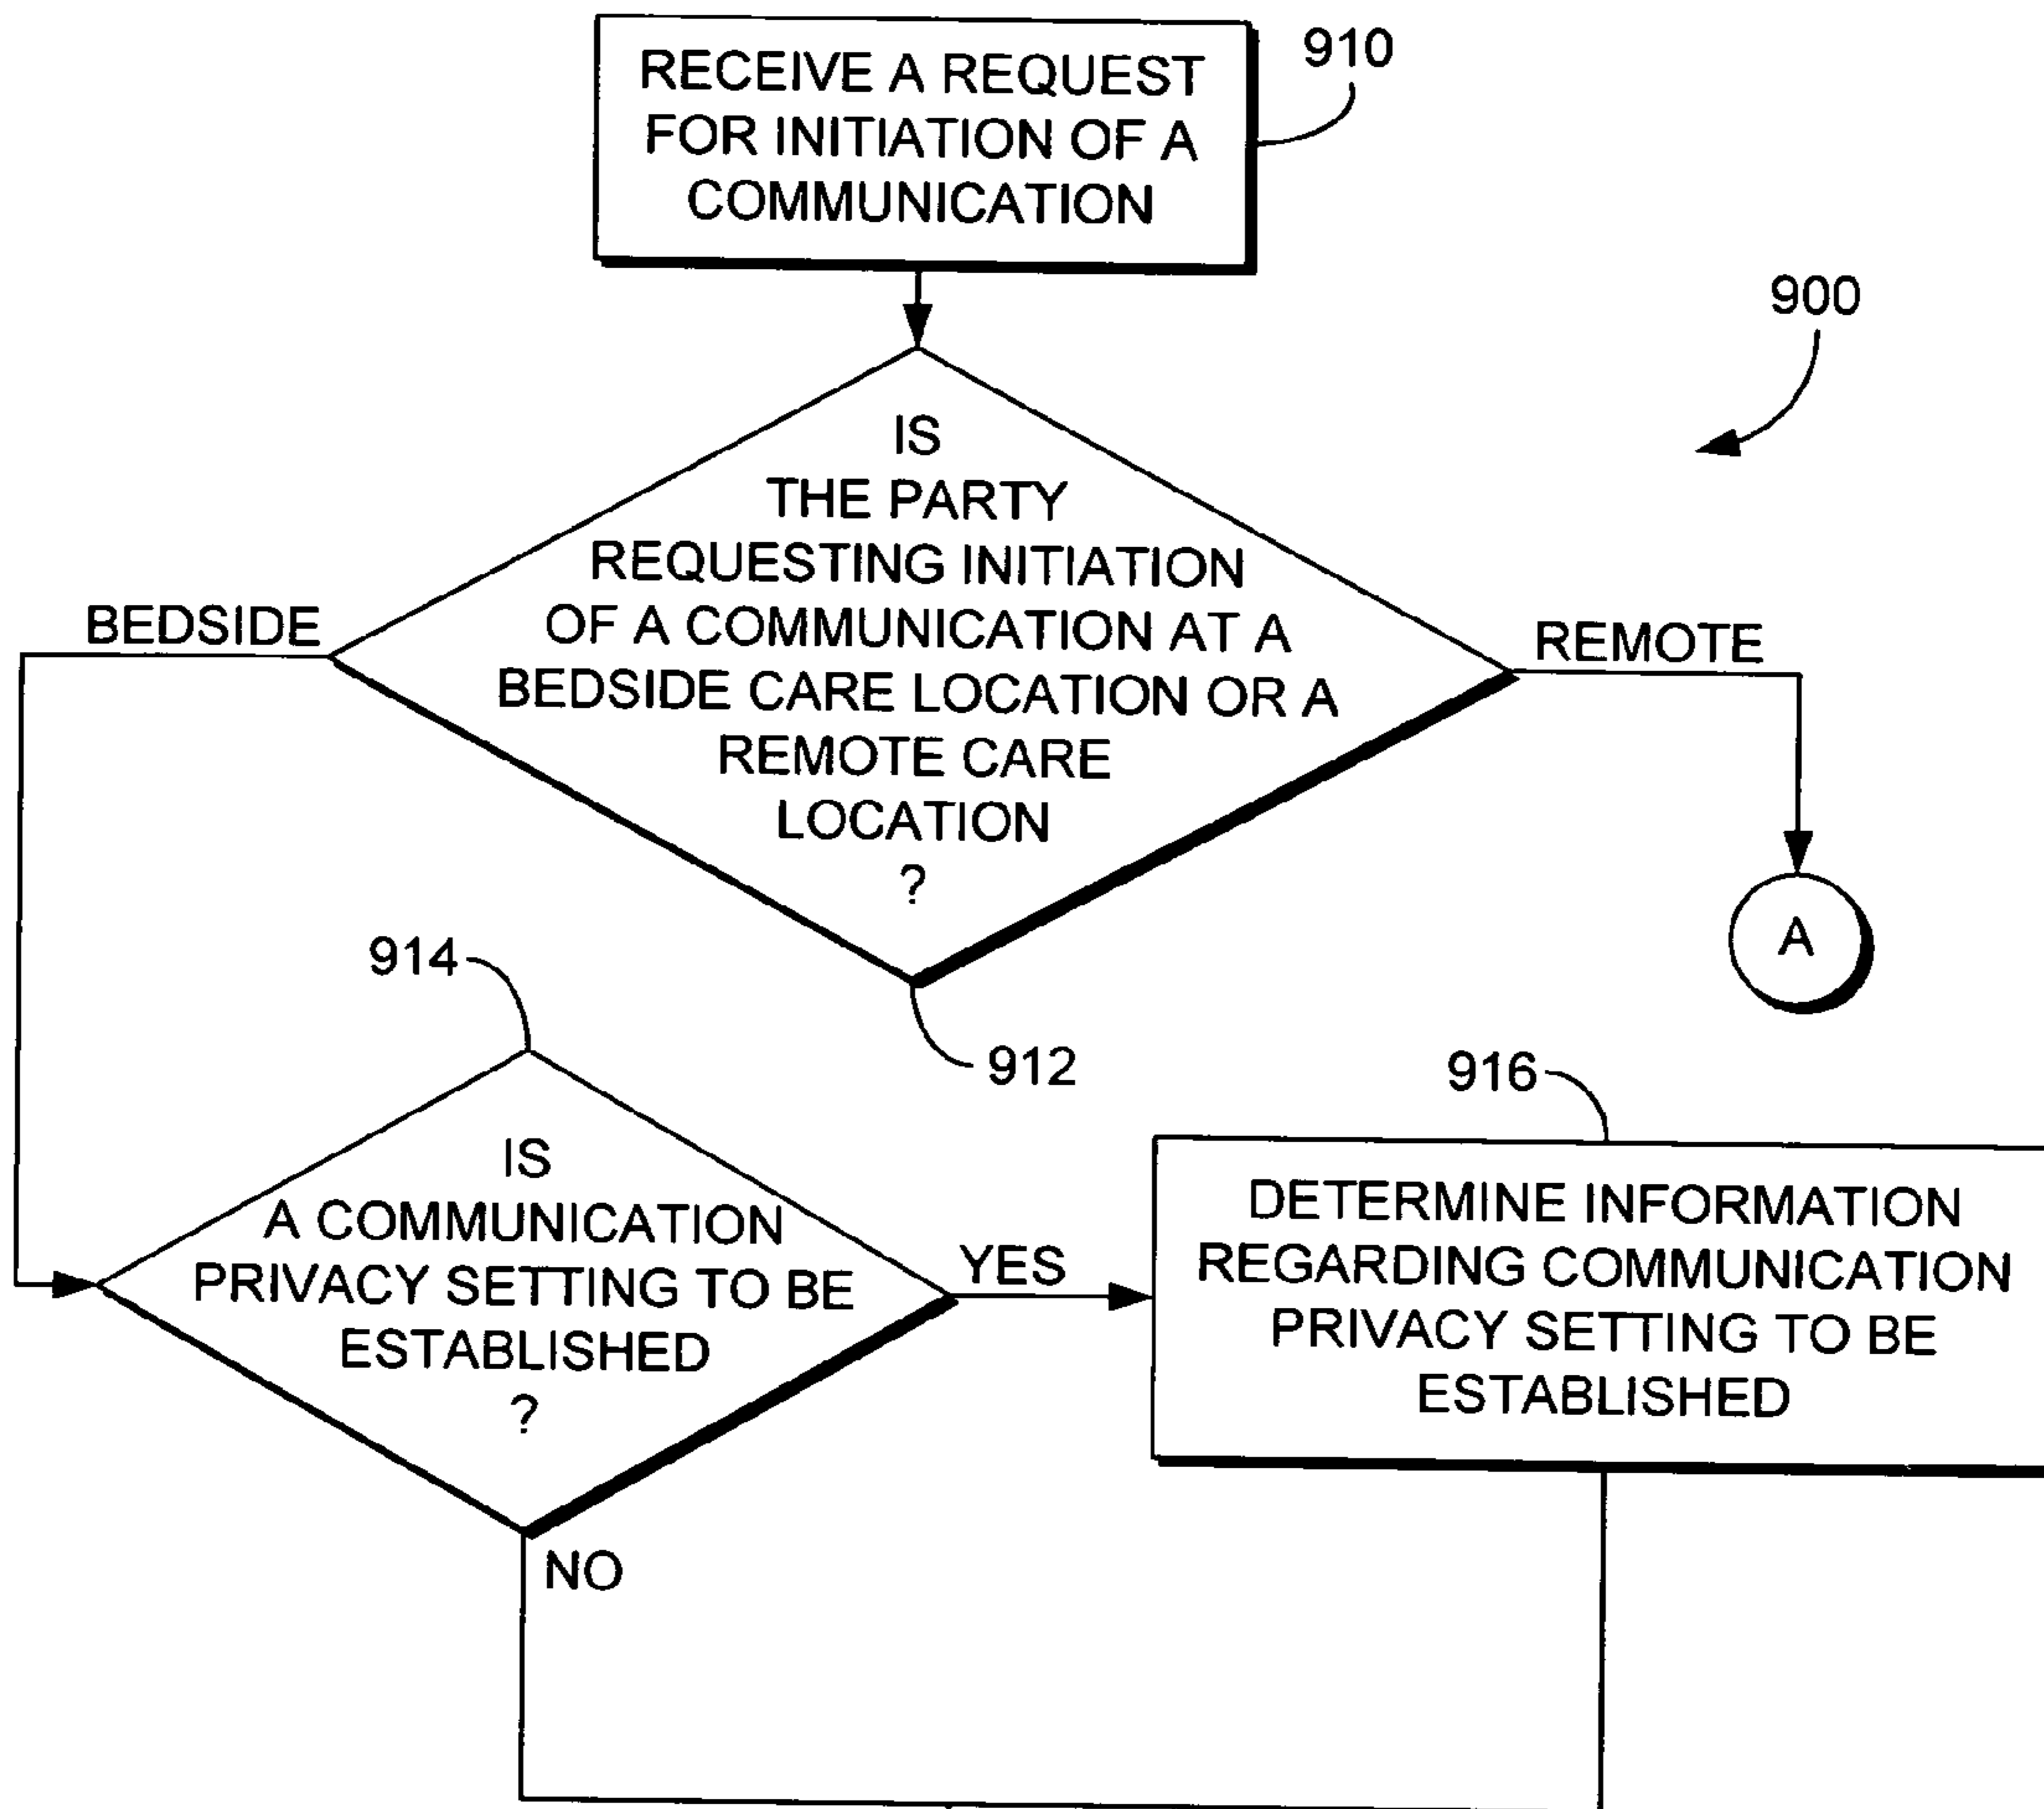 RECEIVE A REQUEST
FOR INITIATION OF A
COMMUNICATION
910
900
IS
THE PARTY
REQUESTING INITIATION
OF A COMMUNICATION AT A
BEDSIDE CARE LOCATION OR A
REMOTE CARE
LOCATION
?
BEDSIDE
REMOTE
A
912
914
IS
A COMMUNICATION
PRIVACY SETTING TO BE
ESTABLISHED
?
YES
NO
916
DETERMINE INFORMATION
REGARDING COMMUNICATION
PRIVACY SETTING TO BE
ESTABLISHED